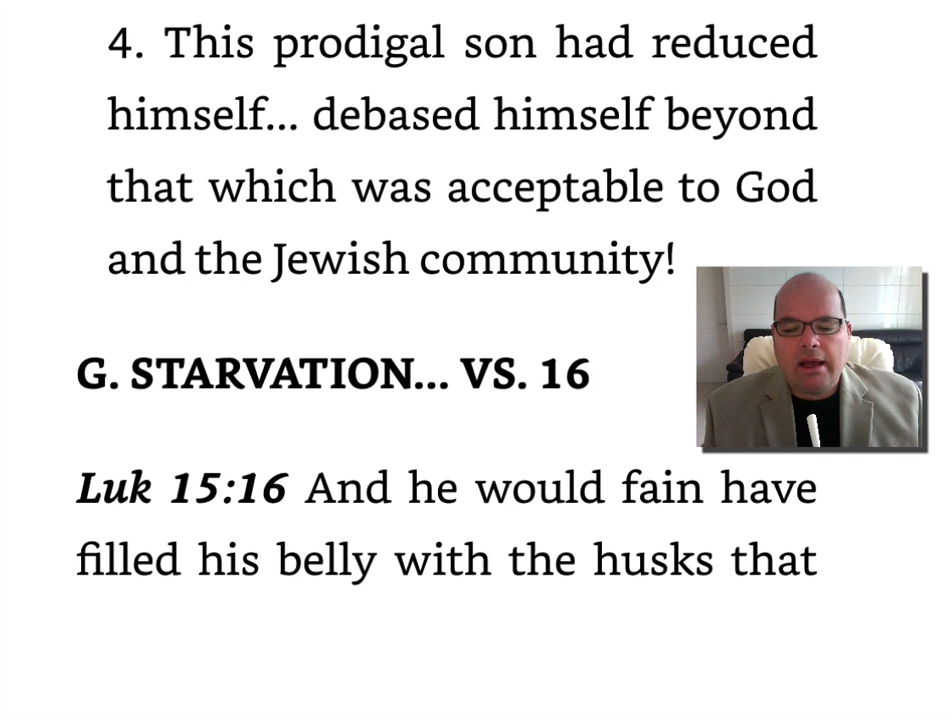 4. This prodigal son had reduced
himself... debased himself beyond
that which was acceptable to God
and the Jewish community!
G. STARVATION... VS. 16
Luk 15:16 And he would fain have
filled his belly with the husks that